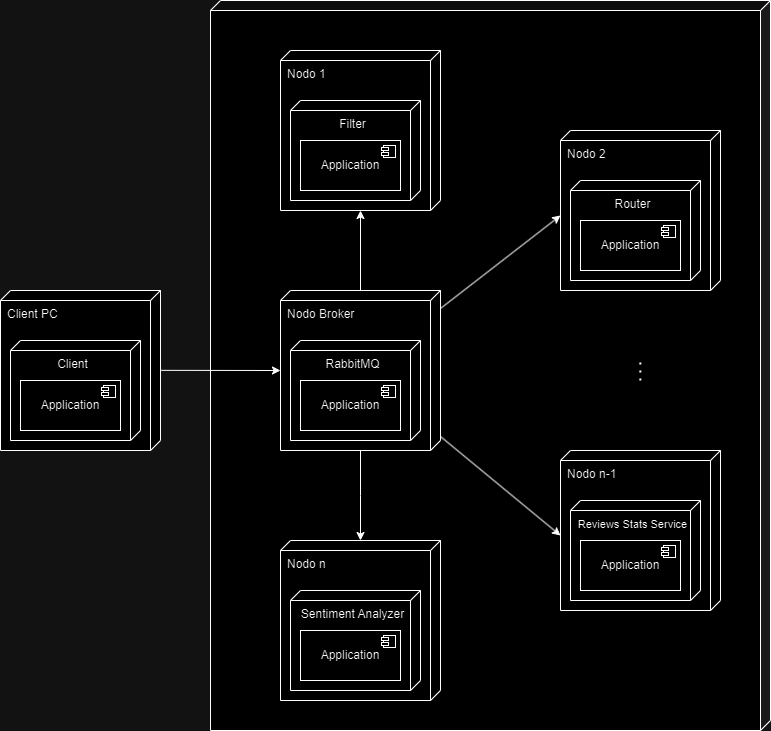 Nodo 1
Filter
Application
Nodo 2
Router
Application
Client PC
Client
Application
Nodo Broker
RabbitMQ
Application
⋮
Nodo n-1
Reviews Stats Service
Application
Nodo n
Sentiment Analyzer
Application